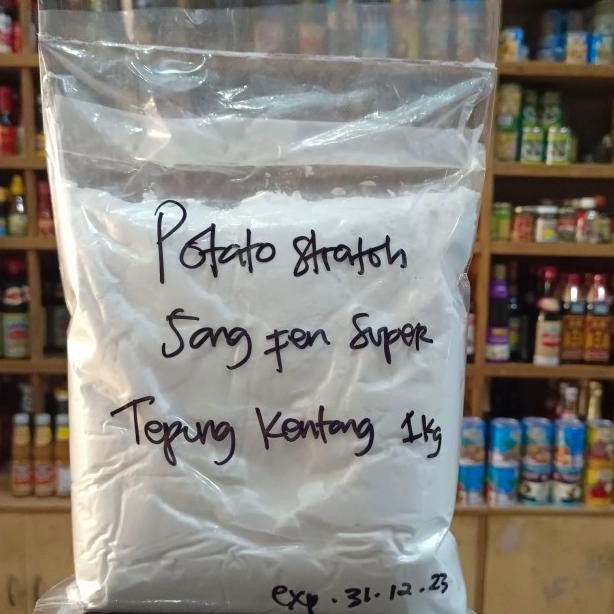 Potato stratch
Sang fen Super
Tepung Kentang 1kg
exp. 31.12.23